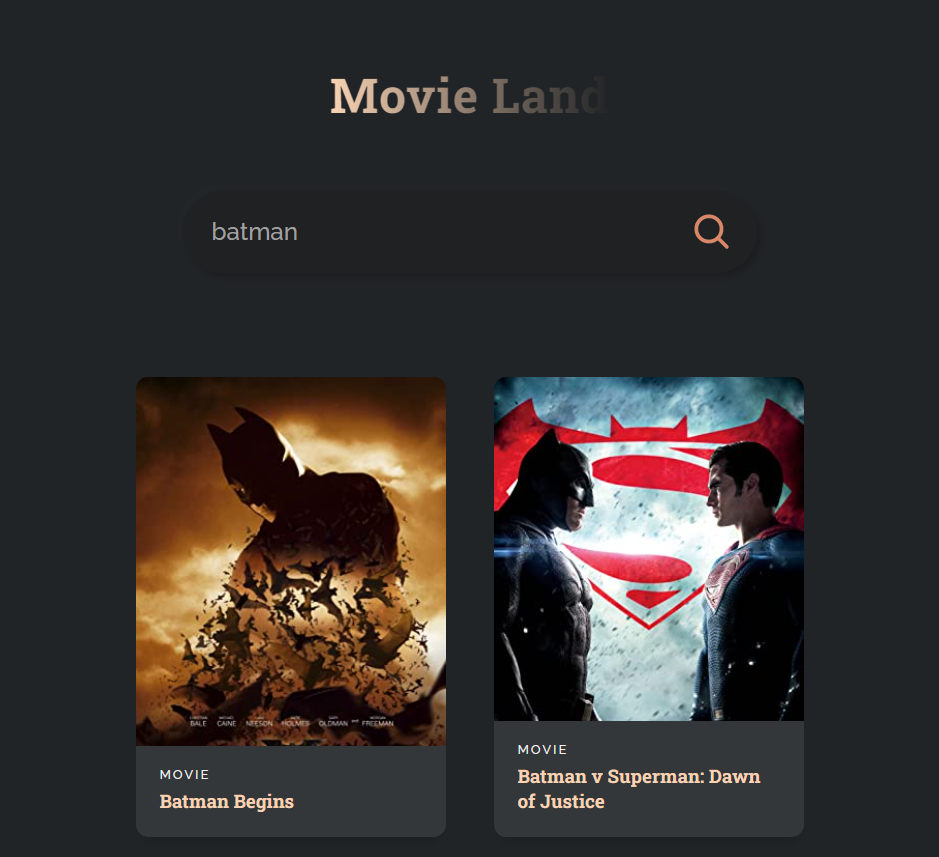 Movie Land
batman
CHRISTIAN BALE MICHAEL CAINE LIAM NEESON KATIE HOLMES GARY OLDMAN and MORGAN FREEMAN
MOVIE
Batman Begins
MOVIE
Batman v Superman: Dawn
of Justice